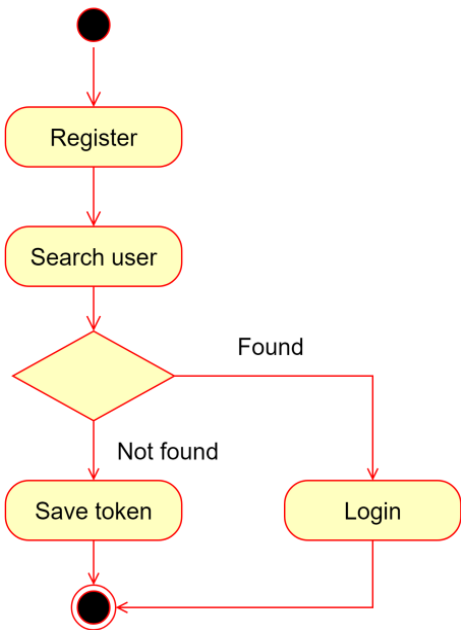 Register
Search user
Found
Not found
Save token
Login